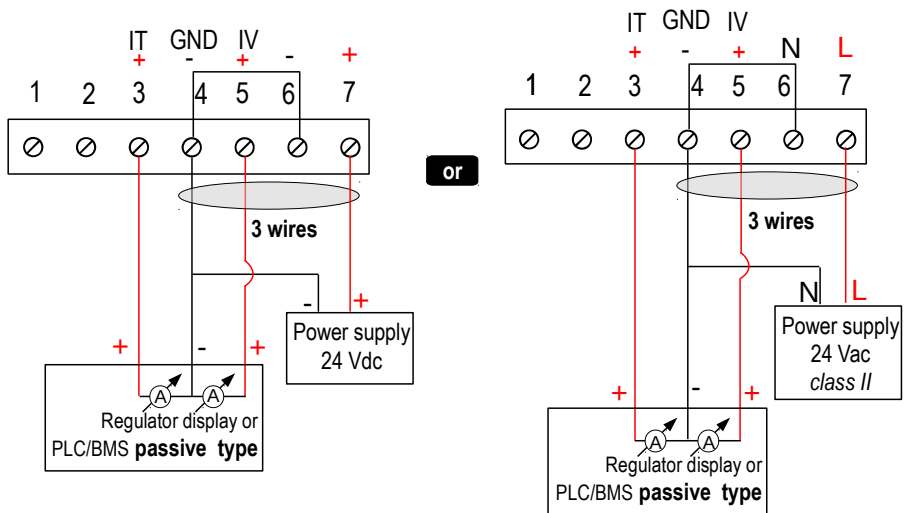 IT GND IV
+ - + - +
1 2 3 4 5 6 7
3 wires
- +
Power supply
24 Vdc
+ - +
A A
Regulator display or
PLC/BMS passive type
or
IT GND IV
+ - + N L
1 2 3 4 5 6 7
3 wires
N L
Power supply
24 Vac
class II
+ - +
A A
Regulator display or
PLC/BMS passive type